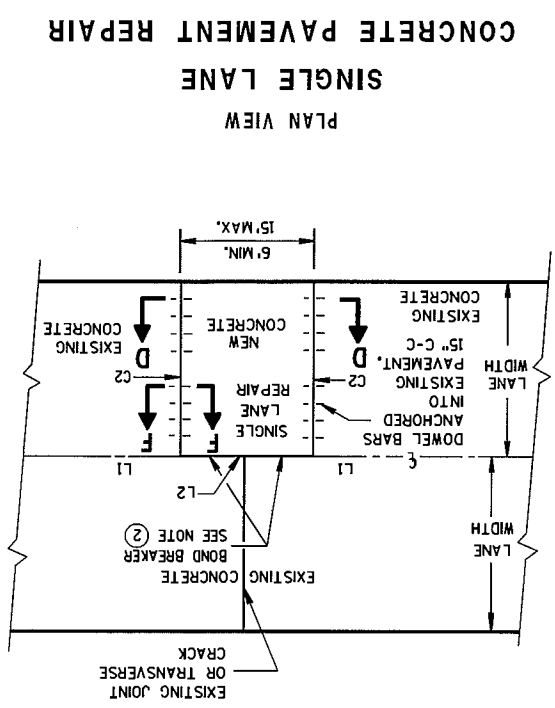 EXISTING JOINT
OR TRANSVERSE
CRACK
LANE
WIDTH
EXISTING CONCRETE
BOND BREAKER
SEE NOTE 2
L2
℄
L1
L1
LANE
WIDTH
DOWEL BARS
ANCHORED
INTO
EXISTING
PAVEMENT.
15" C-C
SINGLE
LANE
REPAIR
F
F
C2
C2
D
D
NEW
CONCRETE
EXISTING
CONCRETE
EXISTING
CONCRETE
6' MIN.
15' MAX.
PLAN VIEW
SINGLE LANE
CONCRETE PAVEMENT REPAIR